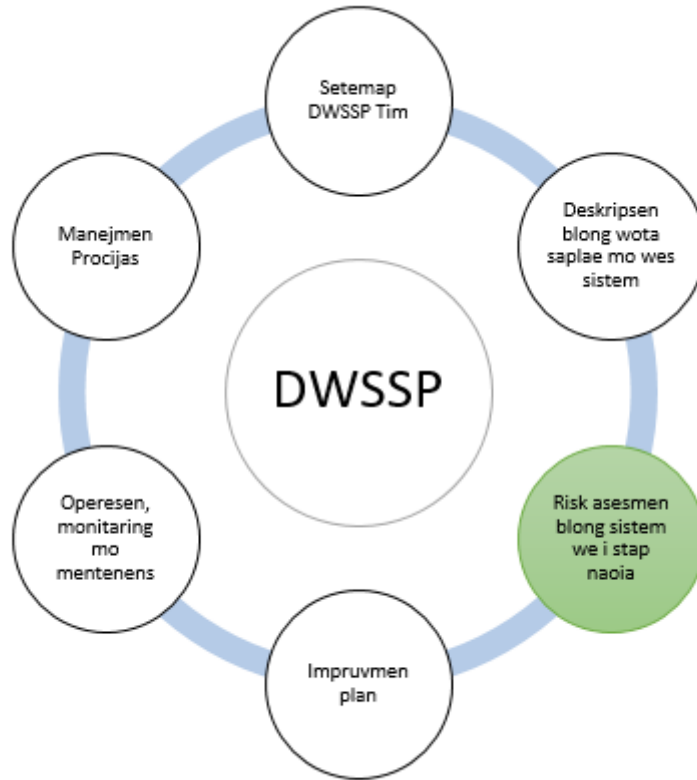 Setemap
DWSSP Tim
Deskripsen
blong wota
saplae mo wes
sistem
Risk asesmen
blong sistem
we i stap
naoia
Impruvmen
plan
Operesen,
monitaring
mo
mentenens
Manejmen
Procijas
DWSSP